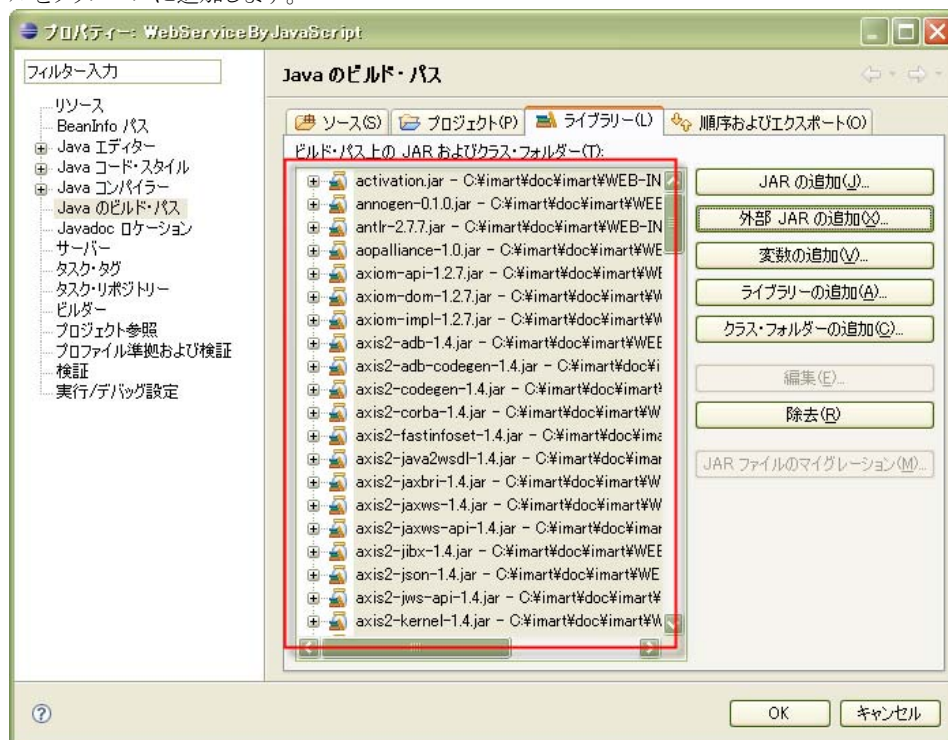 に追加します。
プロパティー: WebServiceByJavaScript
フィルター入力
リソース
BeanInfo パス
Java エディター
Java コード・スタイル
Java コンパイラー
Java のビルド・パス
Javadoc ロケーション
サーバー
タスク・タグ
タスク・リポジトリー
ビルダー
プロジェクト参照
プロファイル準拠および検証
検証
実行/デバッグ設定
Java のビルド・パス
ソース(S) プロジェクト(P) ライブラリー(L) 順序およびエクスポート(O)
ビルド・パス上の JAR およびクラス・フォルダー(T):
activation.jar - C:¥imart¥doc¥imart¥WEB-IN
annogen-0.1.0.jar - C:¥imart¥doc¥imart¥WEE
antlr-2.7.7.jar - C:¥imart¥doc¥imart¥WEB-IN
aopalliance-1.0.jar - C:¥imart¥doc¥imart¥WE
axiom-api-1.2.7.jar - C:¥imart¥doc¥imart¥WE
axiom-dom-1.2.7.jar - C:¥imart¥doc¥imart¥W
axiom-impl-1.2.7.jar - C:¥imart¥doc¥imart¥W
axis2-adb-1.4.jar - C:¥imart¥doc¥imart¥WEE
axis2-adb-codegen-1.4.jar - C:¥imart¥doc¥i
axis2-codegen-1.4.jar - C:¥imart¥doc¥imart¥
axis2-corba-1.4.jar - C:¥imart¥doc¥imart¥W
axis2-fastinfoset-1.4.jar - C:¥imart¥doc¥ima
axis2-java2wsdl-1.4.jar - C:¥imart¥doc¥imar
axis2-jaxbri-1.4.jar - C:¥imart¥doc¥imart¥W
axis2-jaxws-1.4.jar - C:¥imart¥doc¥imart¥W
axis2-jaxws-api-1.4.jar - C:¥imart¥doc¥imar
axis2-jibx-1.4.jar - C:¥imart¥doc¥imart¥WEE
axis2-json-1.4.jar - C:¥imart¥doc¥imart¥WE
axis2-jws-api-1.4.jar - C:¥imart¥doc¥imart¥
axis2-kernel-1.4.jar - C:¥imart¥doc¥imart¥W
JAR の追加(J)...
外部 JAR の追加(X)...
変数の追加(V)...
ライブラリーの追加(A)...
クラス・フォルダーの追加(C)...
編集(E)...
除去(R)
JAR ファイルのマイグレーション(M)...
OK キャンセル